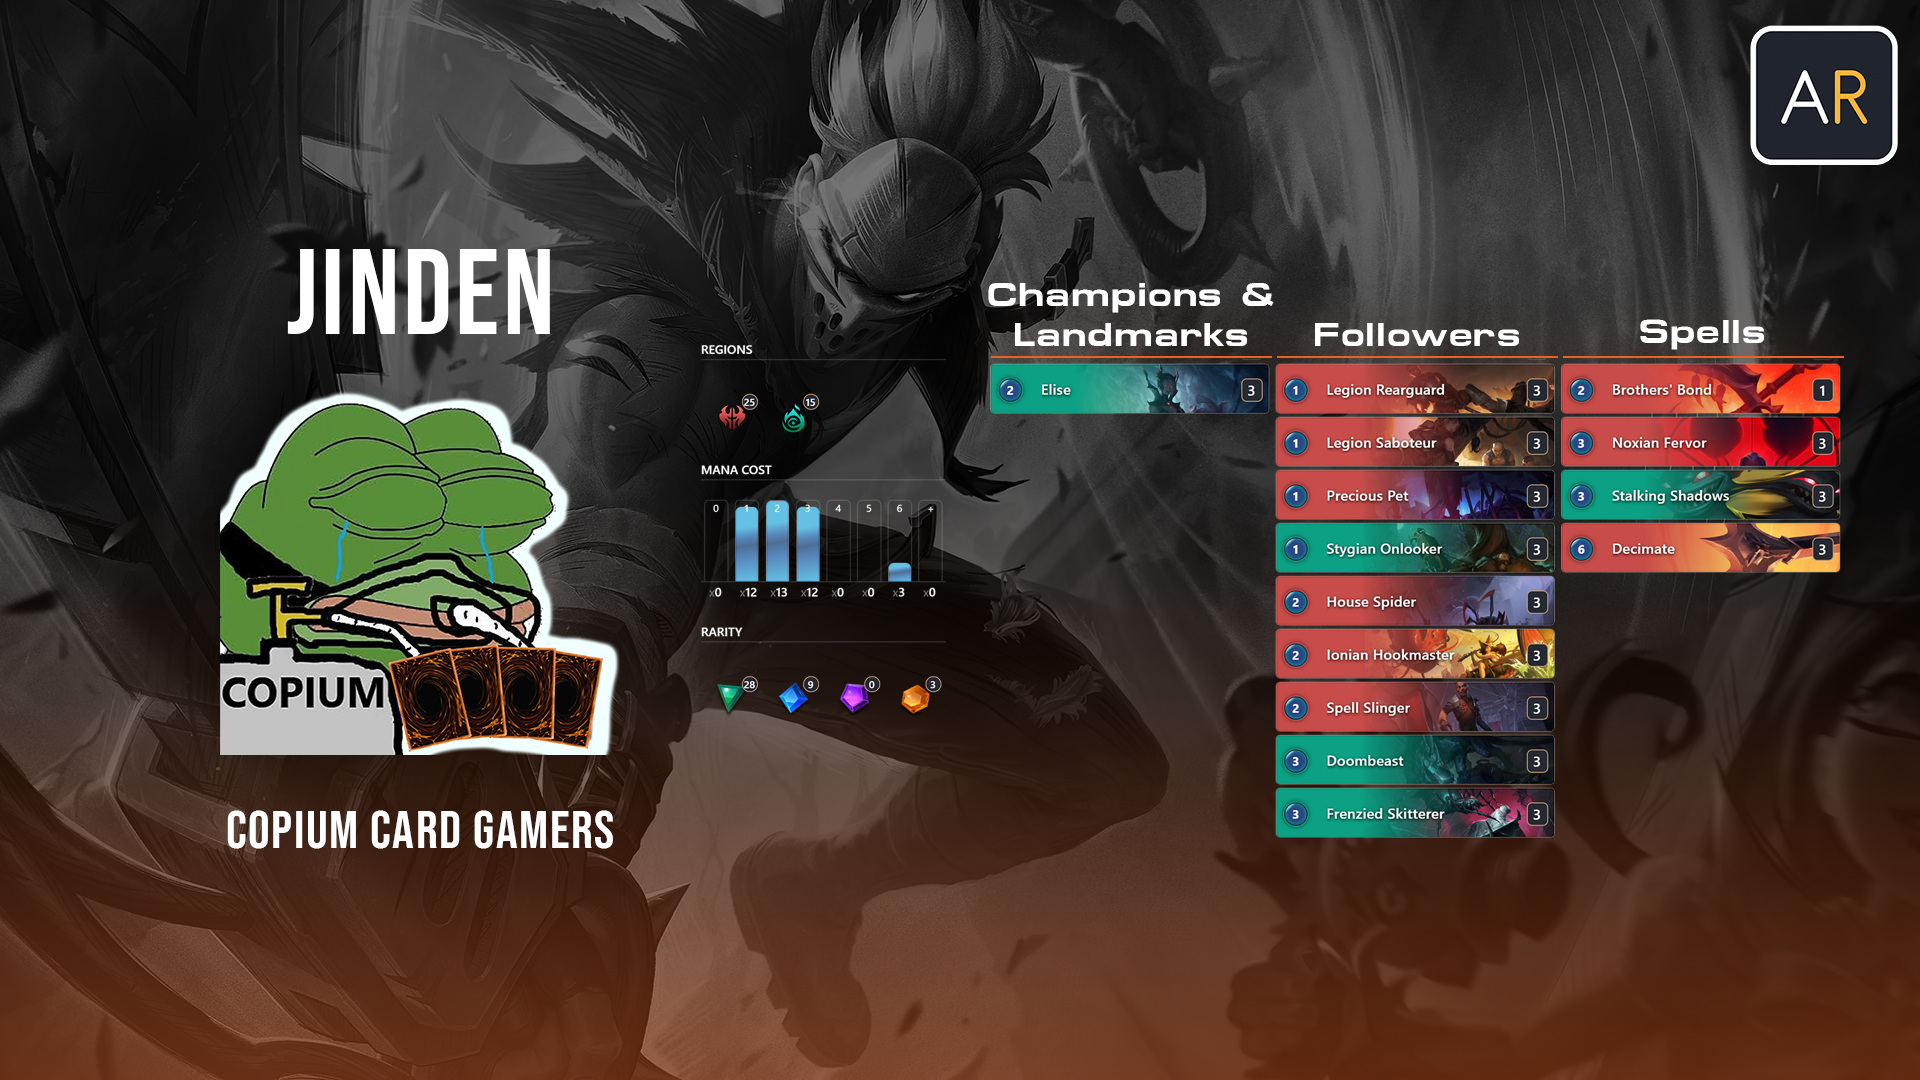 AR
JINDEN
COPIUM
COPIUM CARD GAMERS
REGIONS
25 15
MANA COST
0 1 2 3 4 5 6 +
x0 x12 x13 x12 x0 x0 x3 x0
RARITY
28 9 0 3
Champions &
Landmarks
2 Elise 3
Followers
1 Legion Rearguard 3
1 Legion Saboteur 3
1 Precious Pet 3
1 Stygian Onlooker 3
2 House Spider 3
2 Ionian Hookmaster 3
2 Spell Slinger 3
3 Doombeast 3
3 Frenzied Skitterer 3
Spells
2 Brothers' Bond 1
3 Noxian Fervor 3
3 Stalking Shadows 3
6 Decimate 3